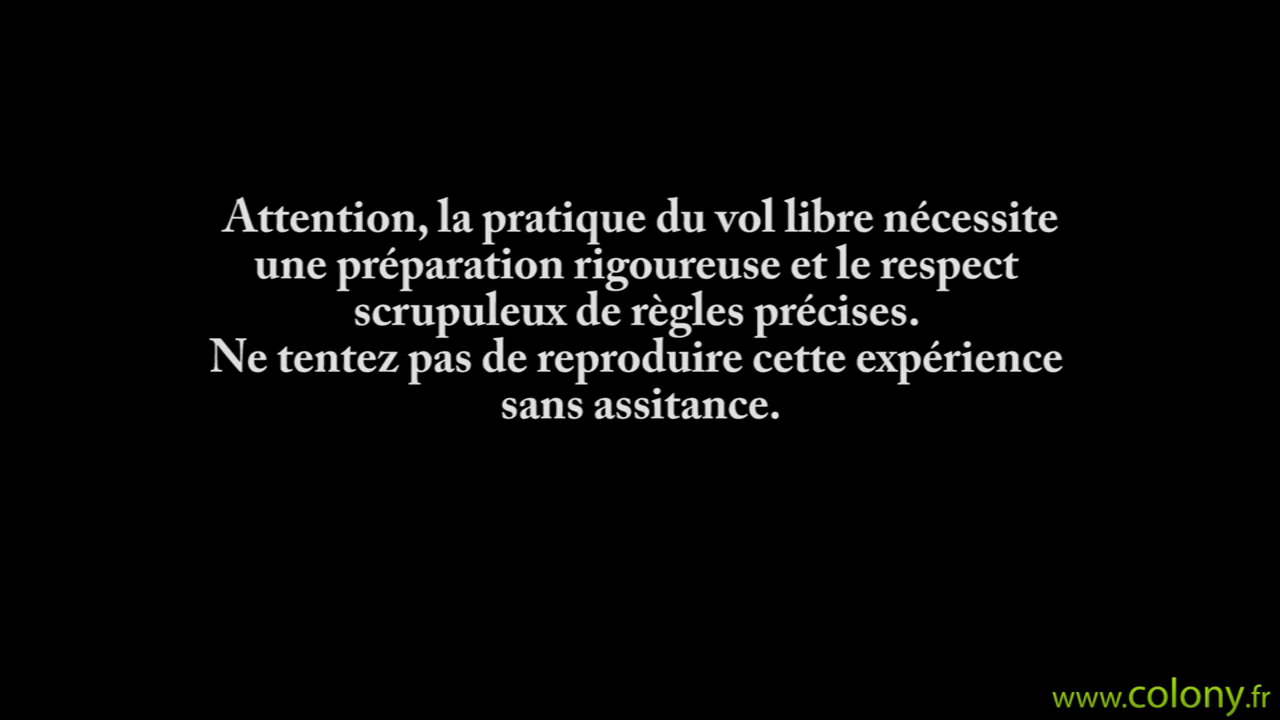 Attention, la pratique du vol libre nécessite
une préparation rigoureuse et le respect
scrupuleux de règles précises.
Ne tentez pas de reproduire cette expérience
sans assitance.
www.colony.fr